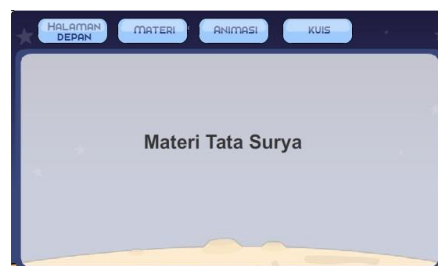 HALAMAN
DEPAN
MATERI
ANIMASI
KUIS
Materi Tata Surya